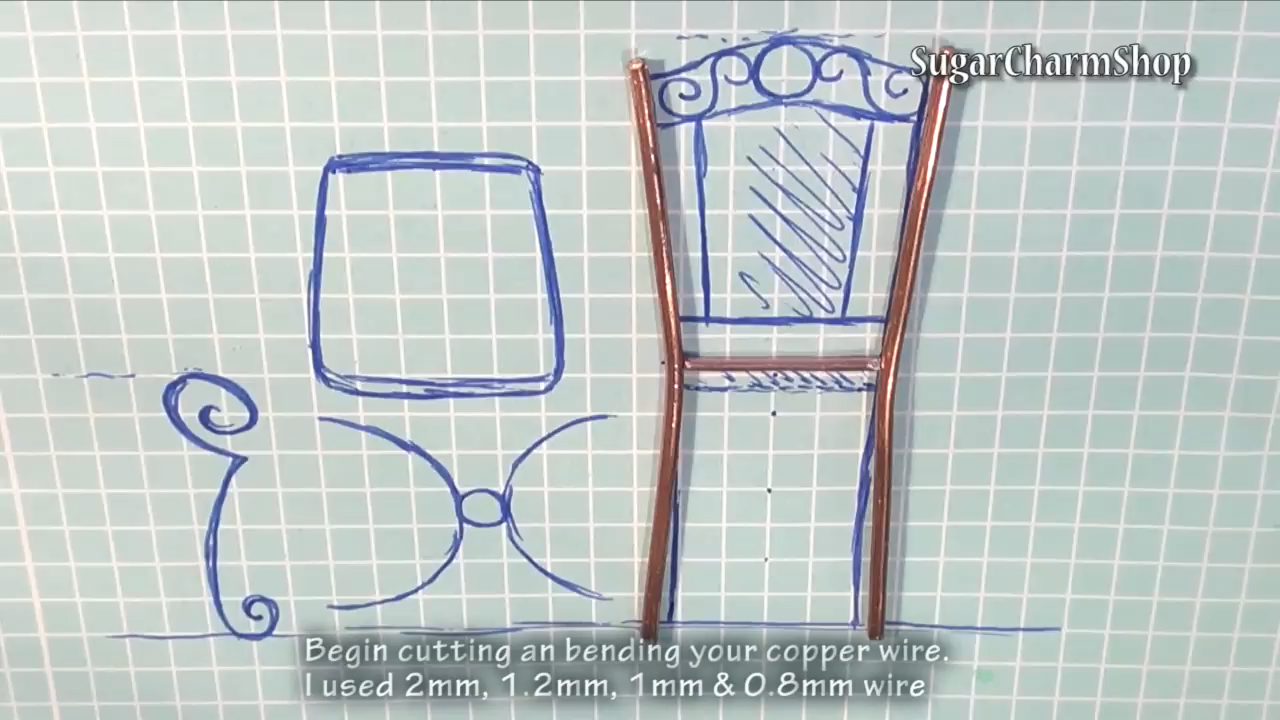 SugarCharmShop
Begin cutting an bending your copper wire.
I used 2mm, 1.2mm, 1mm & 0.8mm wire